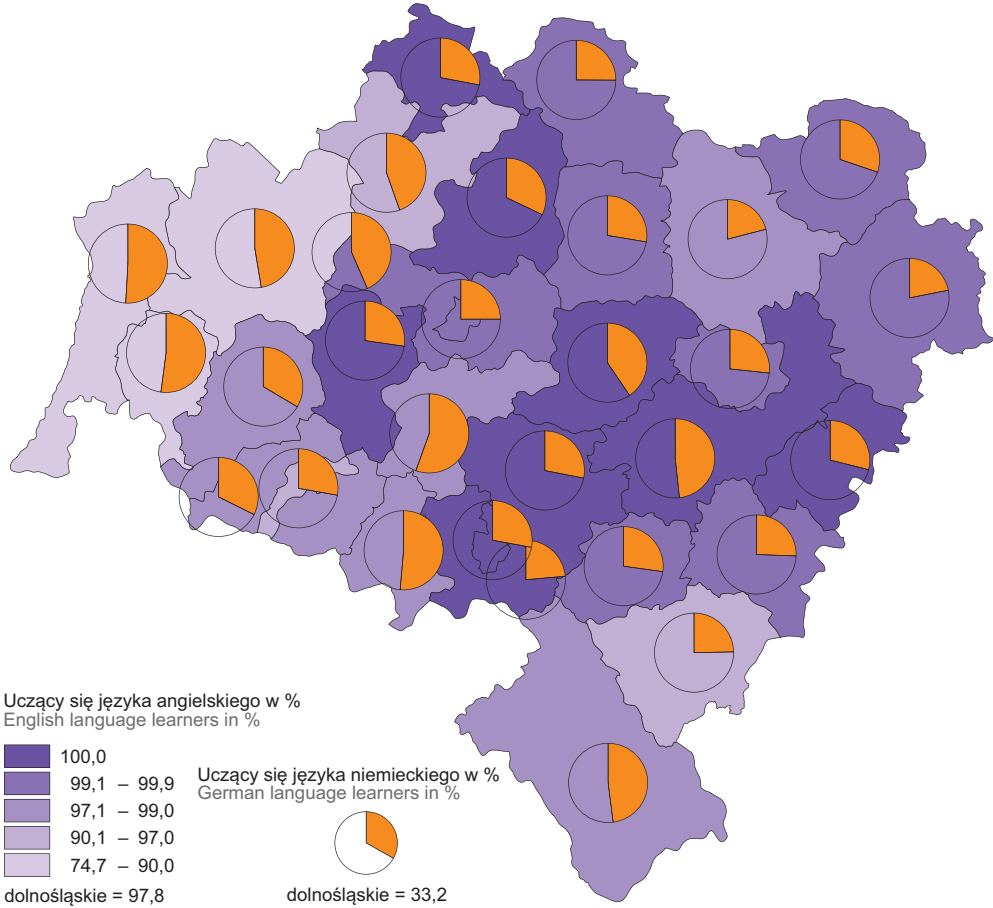 Uczący się języka angielskiego w %
English language learners in %
100,0
99,1 – 99,9
97,1 – 99,0
90,1 – 97,0
74,7 – 90,0
dolnośląskie = 97,8
Uczący się języka niemieckiego w %
German language learners in %
dolnośląskie = 33,2